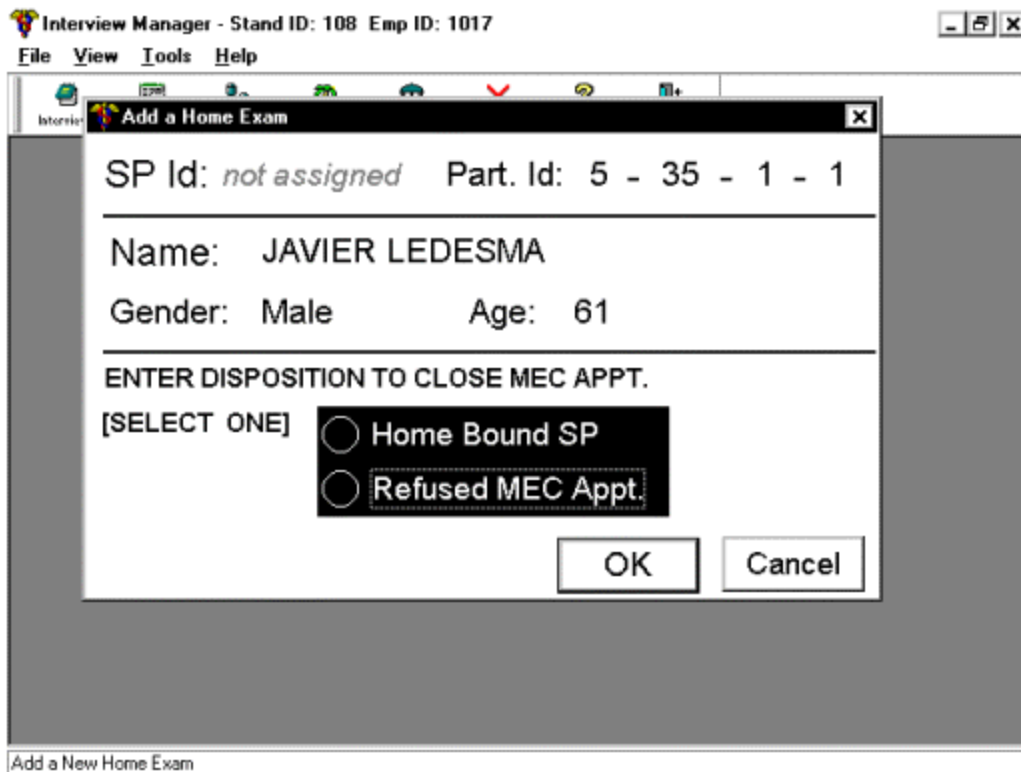 Interview Manager - Stand ID: 108 Emp ID: 1017
File View Tools Help
Add a Home Exam
SP Id: not assigned Part. Id: 5 - 35 - 1 - 1
Name: JAVIER LEDESMA
Gender: Male Age: 61
ENTER DISPOSITION TO CLOSE MEC APPT.
[SELECT ONE] Home Bound SP
Refused MEC Appt.
OK Cancel
Add a New Home Exam